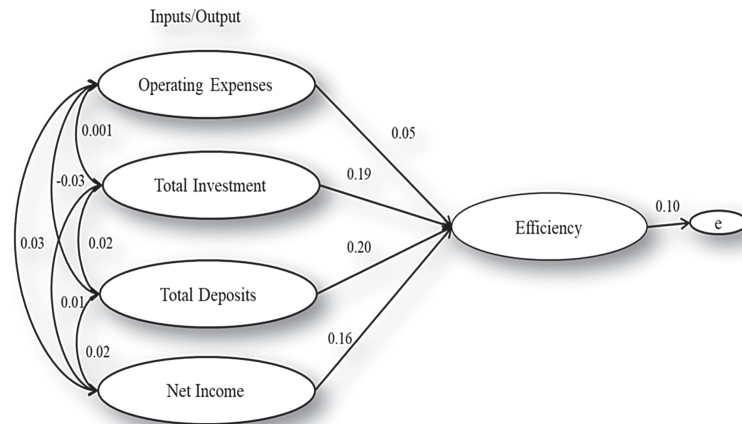 Inputs/Output
Operating Expenses
0.001
0.05
-0.03
Total Investment
0.19
0.10
0.03
0.02
Efficiency
e
0.20
Total Deposits
0.01
0.16
0.02
Net Income